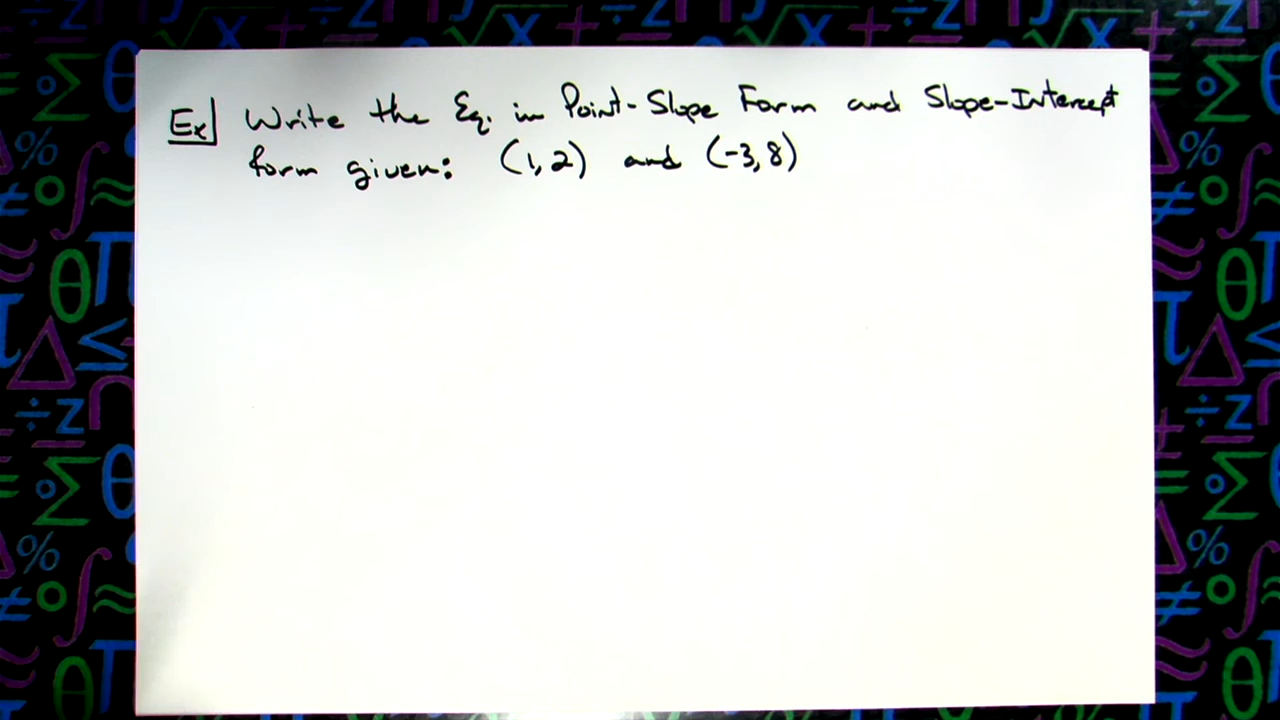 Ex] Write the Eq. in Point-Slope Form and Slope-Intercept
form given: (1,2) and (-3,8)